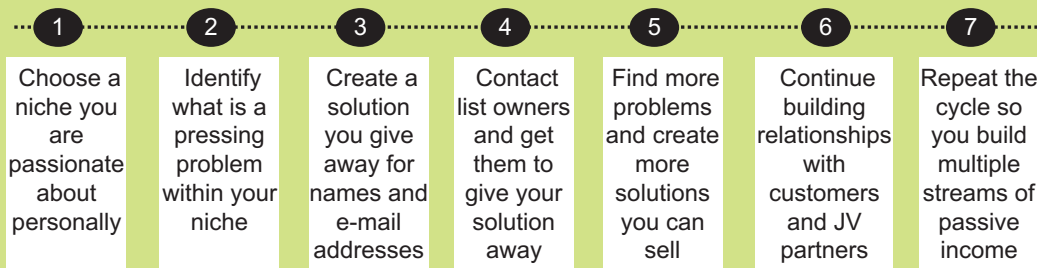 1
Choose a
niche you
are
passionate
about
personally
2
Identify
what is a
pressing
problem
within your
niche
3
Create a
solution
you give
away for
names and
e-mail
addresses
4
Contact
list owners
and get
them to
give your
solution
away
5
Find more
problems
and create
more
solutions
you can
sell
6
Continue
building
relationships
with
customers
and JV
partners
7
Repeat the
cycle so
you build
multiple
streams of
passive
income